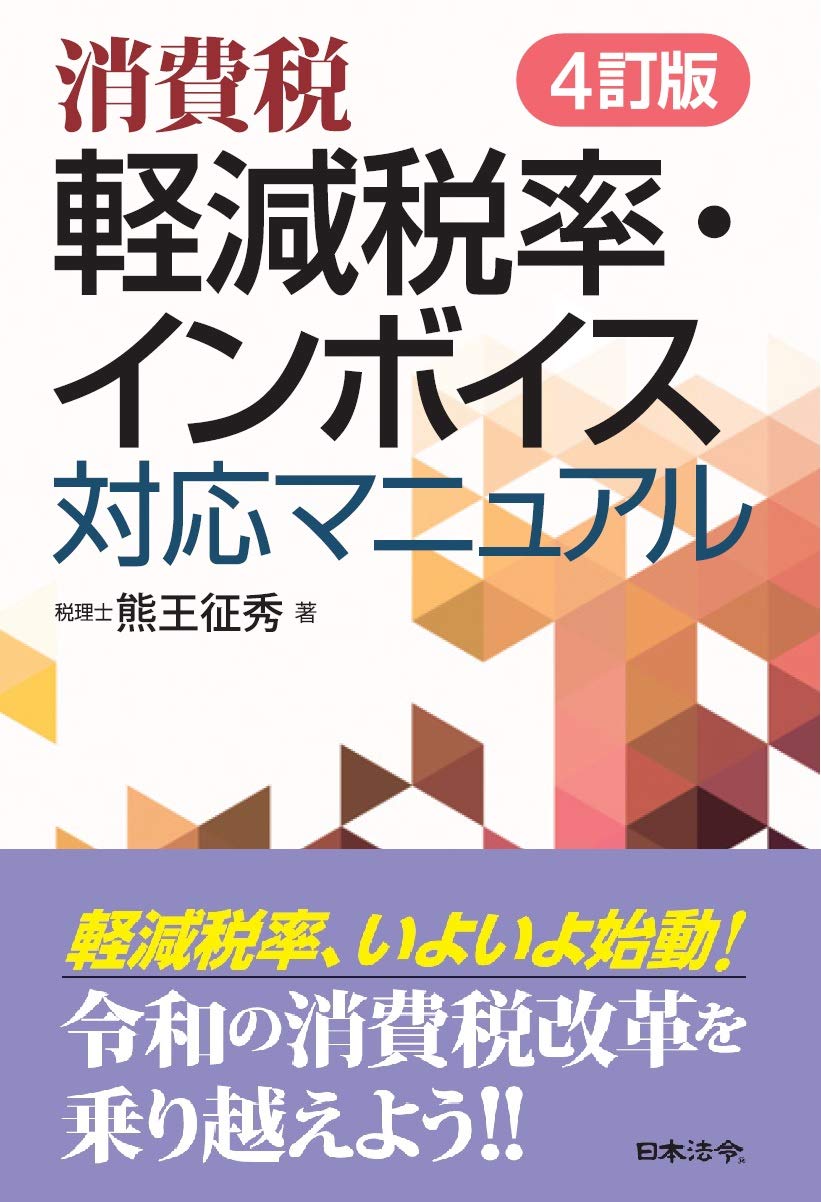 消費税
4訂版
軽減税率・
インボイス
対応マニュアル
税理士 熊王征秀 著
軽減税率、いよいよ始動!
令和の消費税改革を
乗り越えよう!!
日本法令